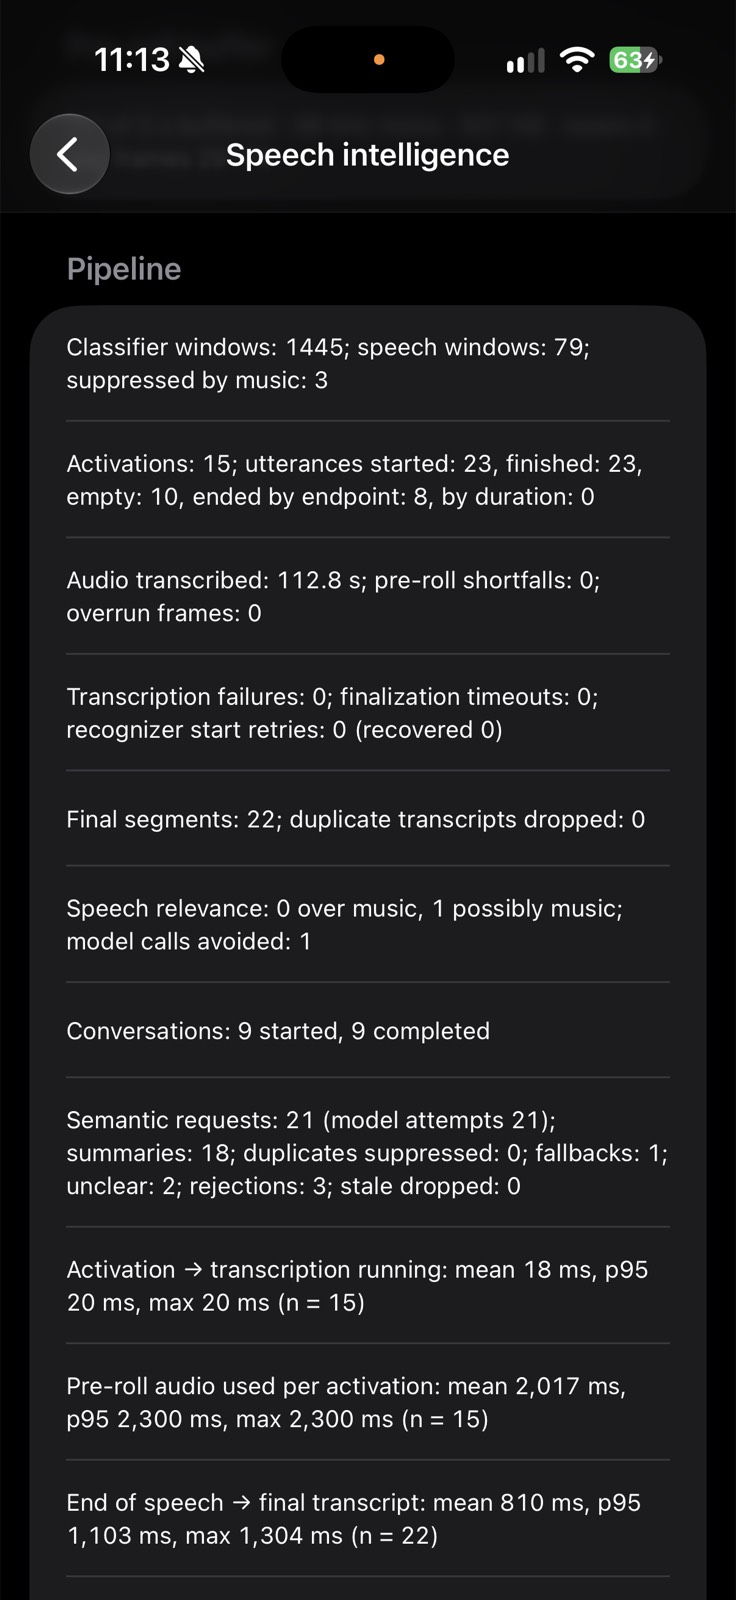 11:13
63
Speech intelligence
Pipeline
Classifier windows: 1445; speech windows: 79;
suppressed by music: 3
Activations: 15; utterances started: 23, finished: 23,
empty: 10, ended by endpoint: 8, by duration: 0
Audio transcribed: 112.8 s; pre-roll shortfalls: 0;
overrun frames: 0
Transcription failures: 0; finalization timeouts: 0;
recognizer start retries: 0 (recovered 0)
Final segments: 22; duplicate transcripts dropped: 0
Speech relevance: 0 over music, 1 possibly music;
model calls avoided: 1
Conversations: 9 started, 9 completed
Semantic requests: 21 (model attempts 21);
summaries: 18; duplicates suppressed: 0; fallbacks: 1;
unclear: 2; rejections: 3; stale dropped: 0
Activation → transcription running: mean 18 ms, p95
20 ms, max 20 ms (n = 15)
Pre-roll audio used per activation: mean 2,017 ms,
p95 2,300 ms, max 2,300 ms (n = 15)
End of speech → final transcript: mean 810 ms, p95
1,103 ms, max 1,304 ms (n = 22)